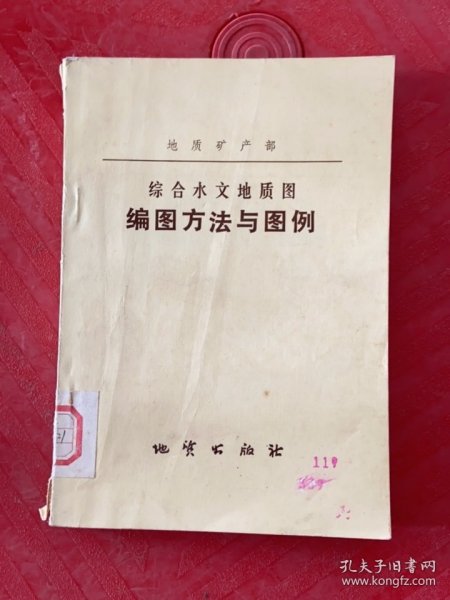 地质矿产部
综合水文地质图
编图方法与图例
地质出版社
119
孔夫子旧书网
www.kongfz.com